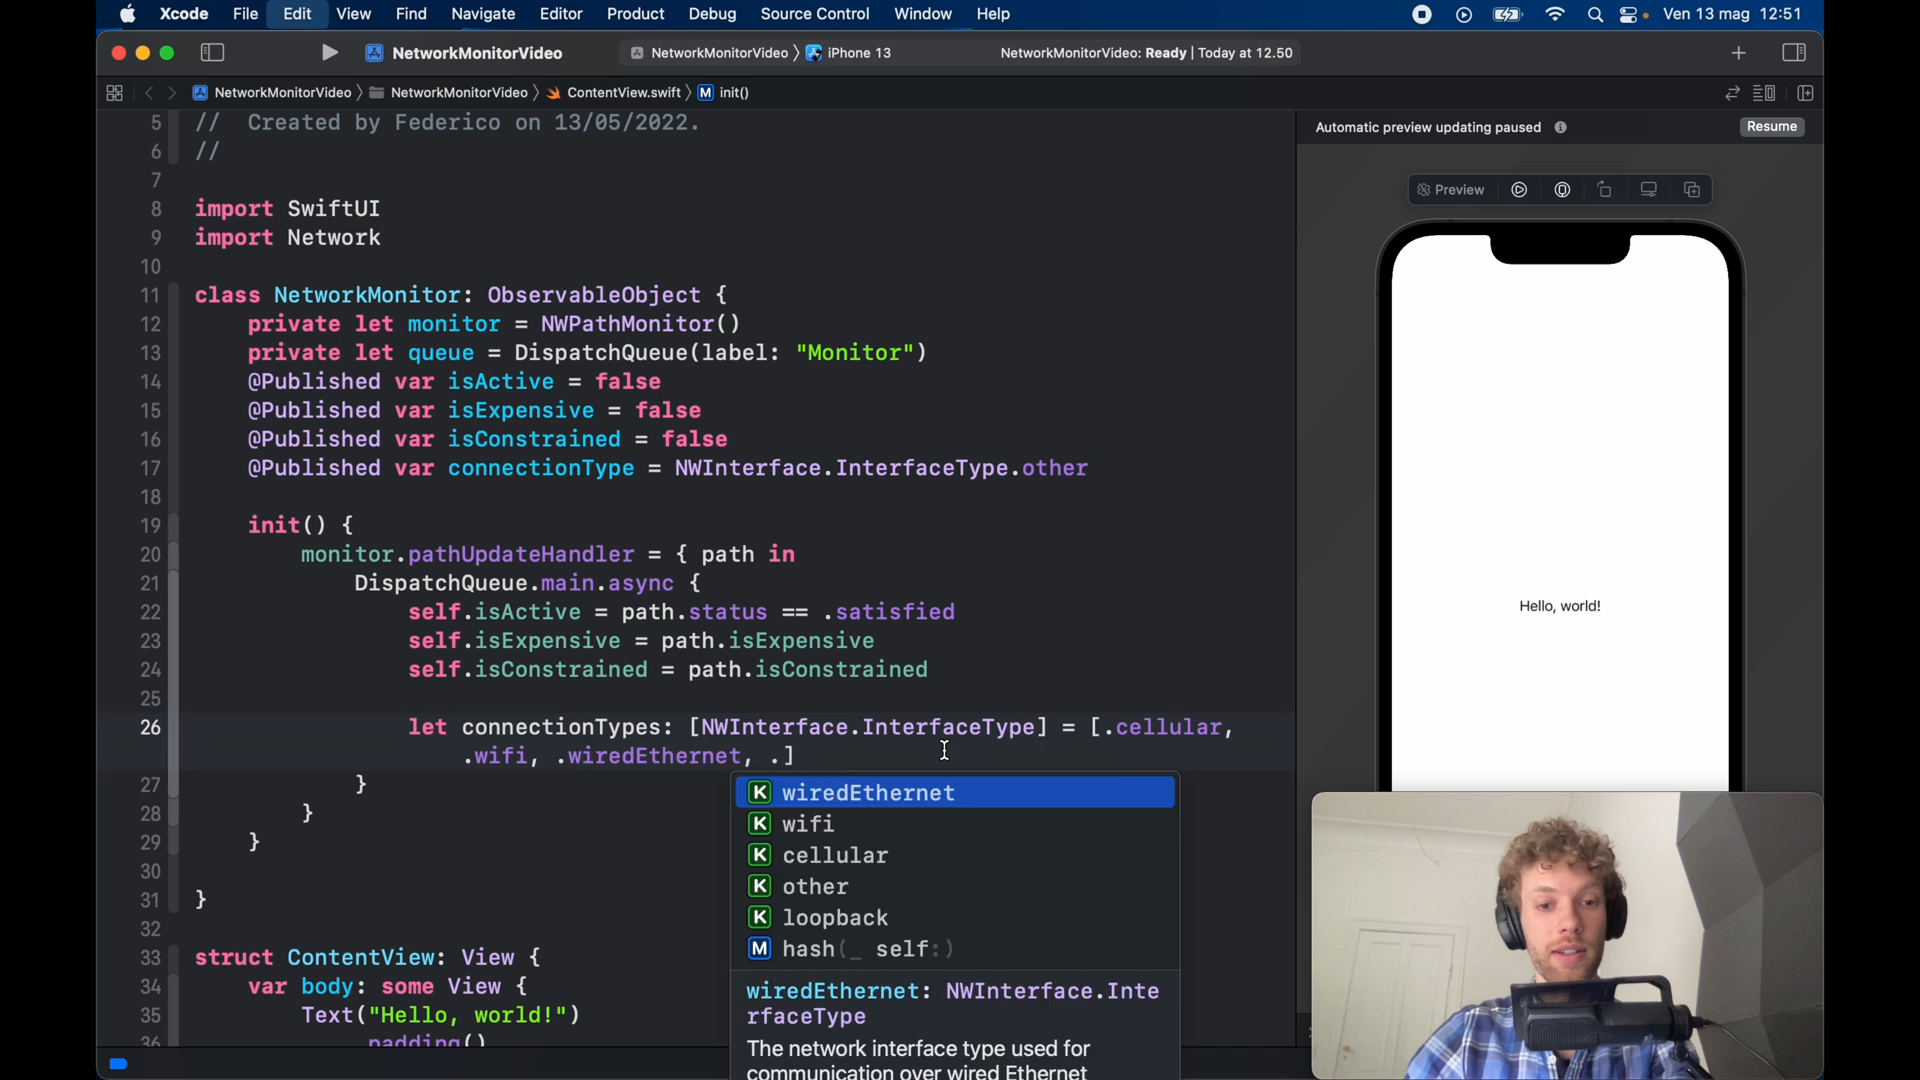 Xcode File Edit View Find Navigate Editor Product Debug Source Control Window Help Ven 13 mag 12:51
NetworkMonitorVideo NetworkMonitorVideo iPhone 13 NetworkMonitorVideo: Ready | Today at 12.50
NetworkMonitorVideo NetworkMonitorVideo ContentView.swift M init()
Automatic preview updating paused Resume
Preview
5 // Created by Federico on 13/05/2022.
6 //
7
8 import SwiftUI
9 import Network
10
11 class NetworkMonitor: ObservableObject {
12 private let monitor = NWPathMonitor()
13 private let queue = DispatchQueue(label: "Monitor")
14 @Published var isActive = false
15 @Published var isExpensive = false
16 @Published var isConstrained = false
17 @Published var connectionType = NWInterface.InterfaceType.other
18
19 init() {
20 monitor.pathUpdateHandler = { path in
21 DispatchQueue.main.async {
22 self.isActive = path.status == .satisfied
23 self.isExpensive = path.isExpensive
24 self.isConstrained = path.isConstrained
25
26 let connectionTypes: [NWInterface.InterfaceType] = [.cellular,
.wifi, .wiredEthernet, .]
27 }
28 }
29 }
30
31 }
32
33 struct ContentView: View {
34 var body: some View {
35 Text("Hello, world!")
36 .padding()
K wiredEthernet
K wifi
K cellular
K other
K loopback
M hash(_ self:)
wiredEthernet: NWInterface.Inte
rfaceType
The network interface type used for
communication over wired Ethernet
Hello, world!